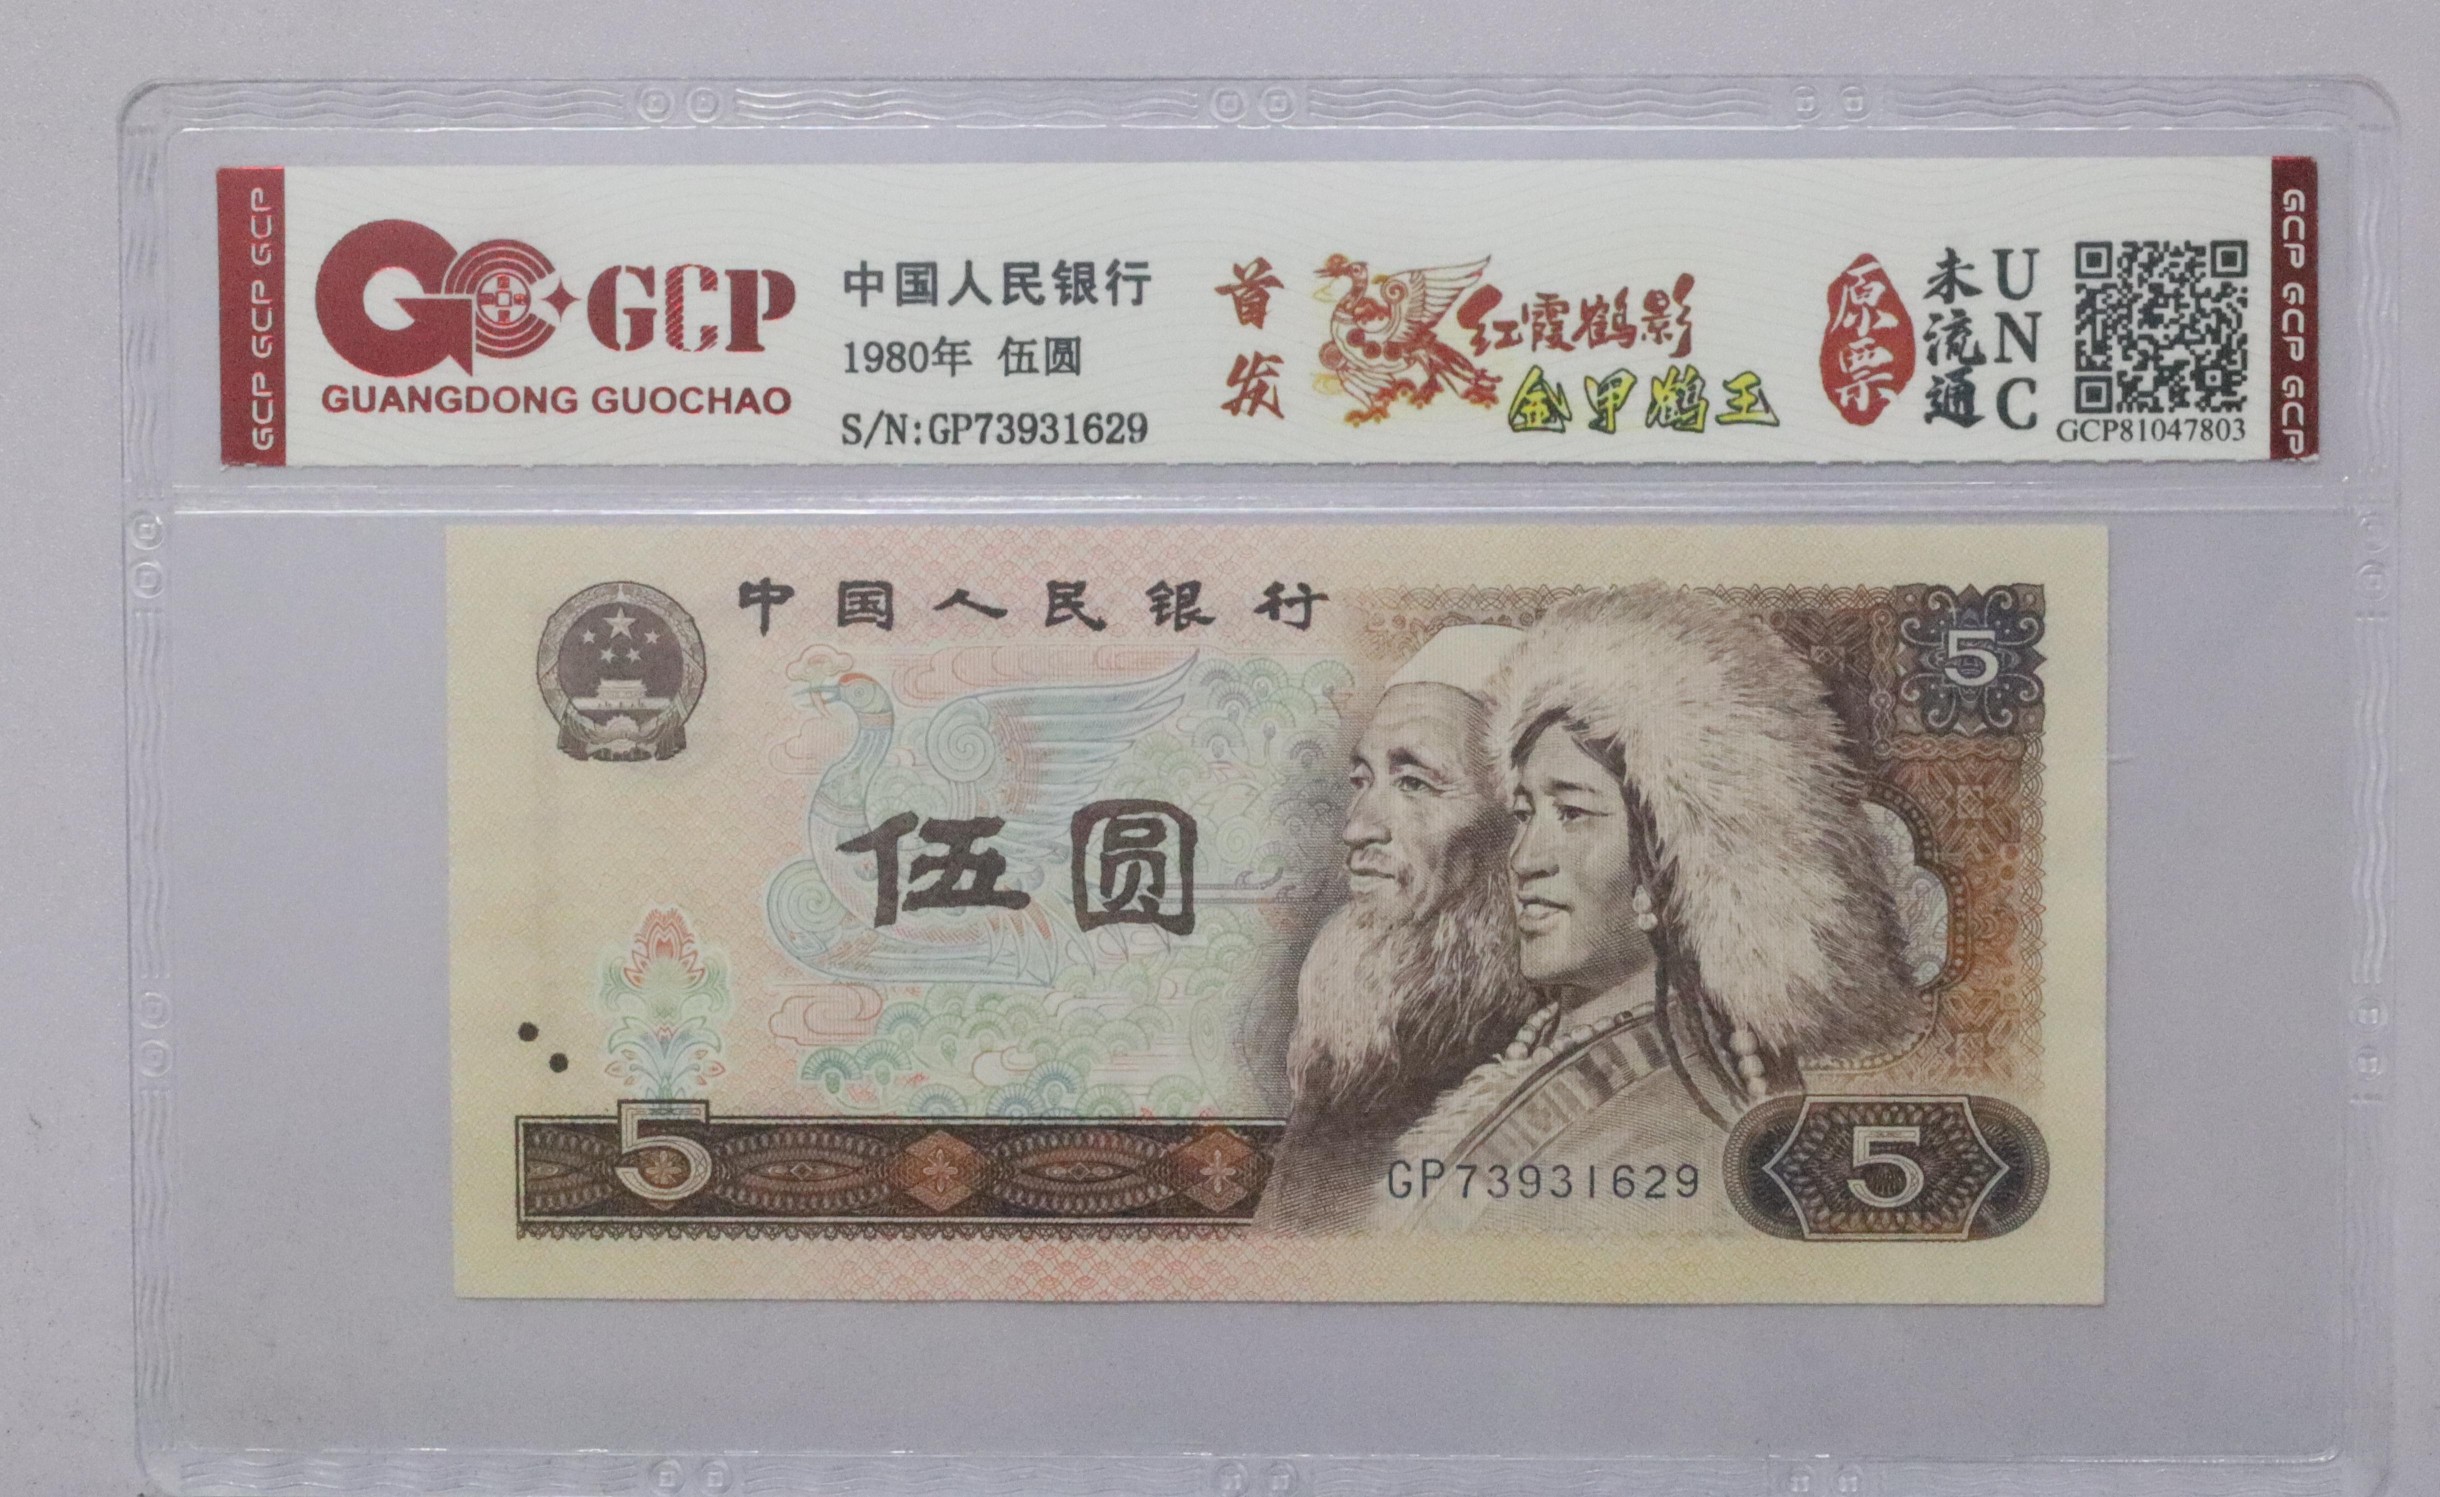 GCP GCP GCP
GCP
GUANGDONG GUOCHAO
中国人民银行
1980年 伍圆
S/N:GP73931629
首发
红霞鹤影
金甲鹤王
原票
未流通
UNC
GCP81047803
GCP GCP GCP
中国人民银行
5
伍圆
5
GP73931629
5